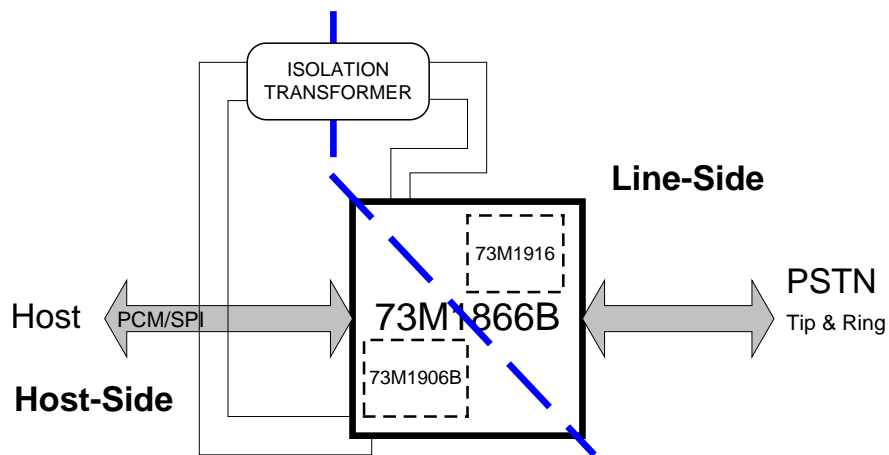 ISOLATION
TRANSFORMER
Line-Side
73M1916
PSTN
Host
PCM/SPI
73M1866B
Tip & Ring
73M1906B
Host-Side